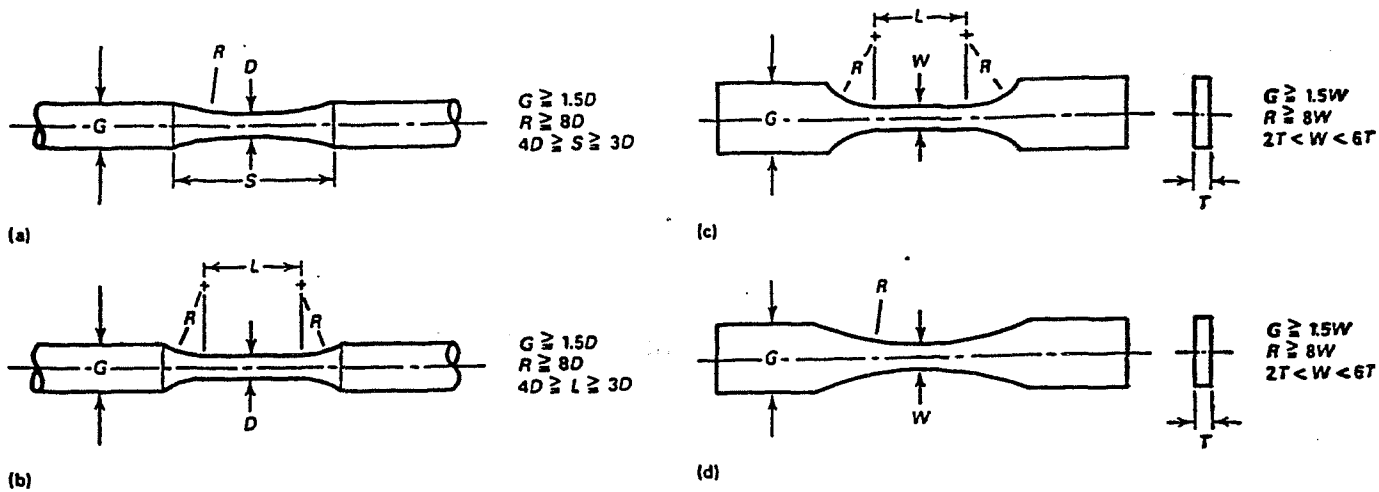 R
D
G
S
G ≧ 1.5D
R ≧ 8D
4D ≧ S ≧ 3D
(a)
L
R
R
G
D
G ≧ 1.5D
R ≧ 8D
4D ≧ L ≧ 3D
(b)
L
R
W
R
G
T
G ≧ 1.5W
R ≧ 8W
2T < W < 6T
(c)
R
G
W
T
G ≧ 1.5W
R ≧ 8W
2T < W < 6T
(d)